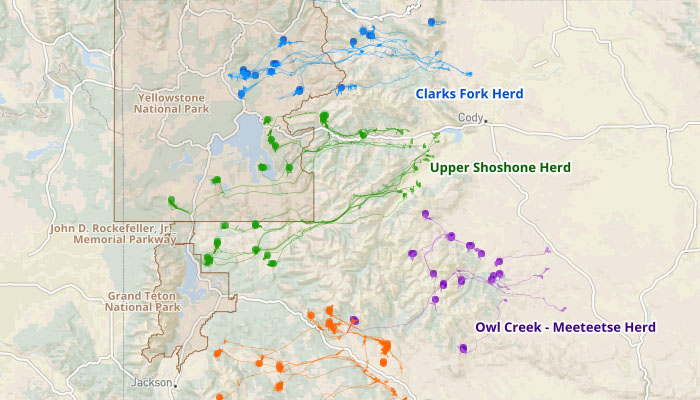 Clarks Fork Herd
Yellowstone
National Park
Cody
Upper Shoshone Herd
John D. Rockefeller, Jr.
Memorial Parkway
Grand Teton
National Park
Owl Creek - Meeteetse Herd
Jackson